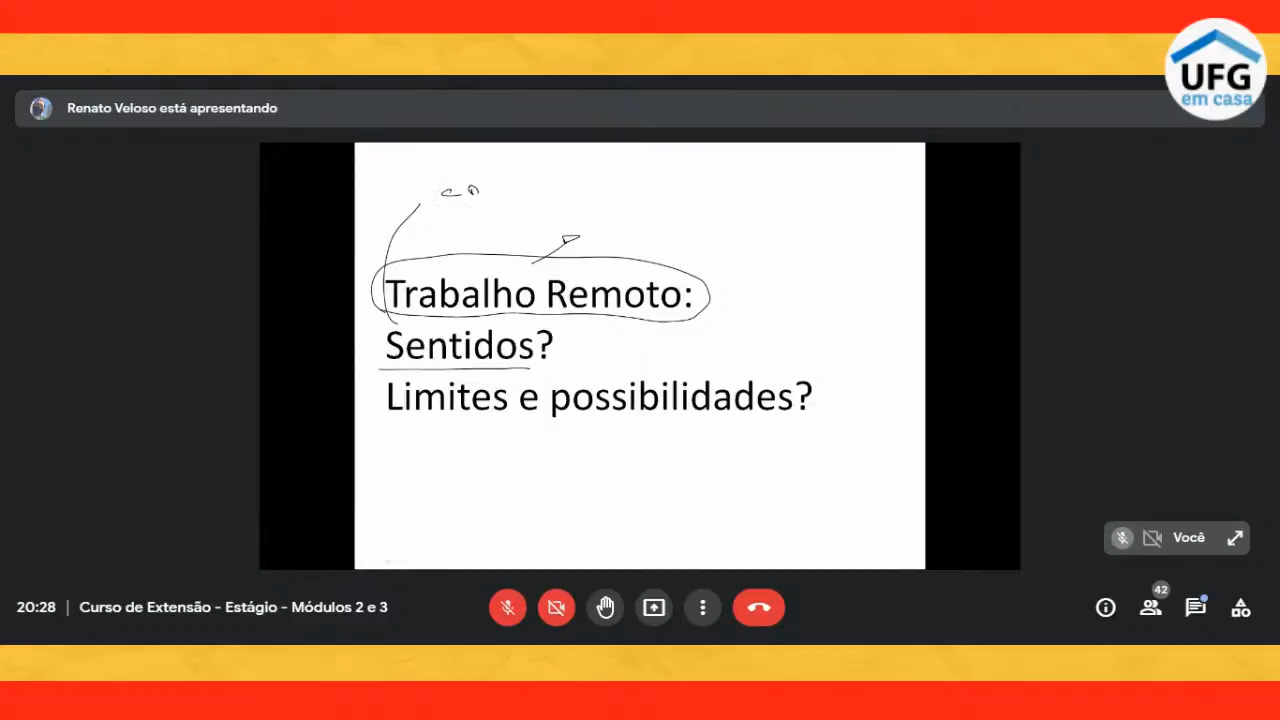 UFG
em casa
Renato Veloso está apresentando
Trabalho Remoto:
Sentidos?
Limites e possibilidades?
Você
20:28 | Curso de Extensão - Estágio - Módulos 2 e 3
42